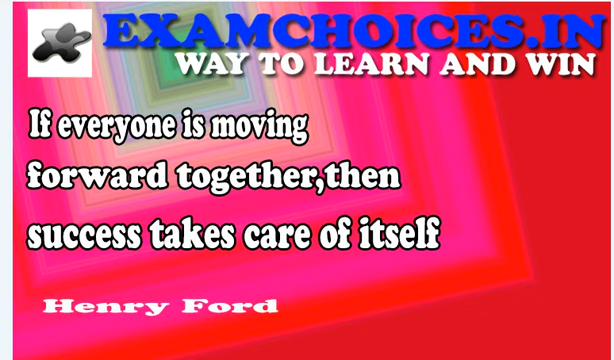 EXAMCHOICES.IN
WAY TO LEARN AND WIN
If everyone is moving
forward together,then
success takes care of itself
Henry Ford